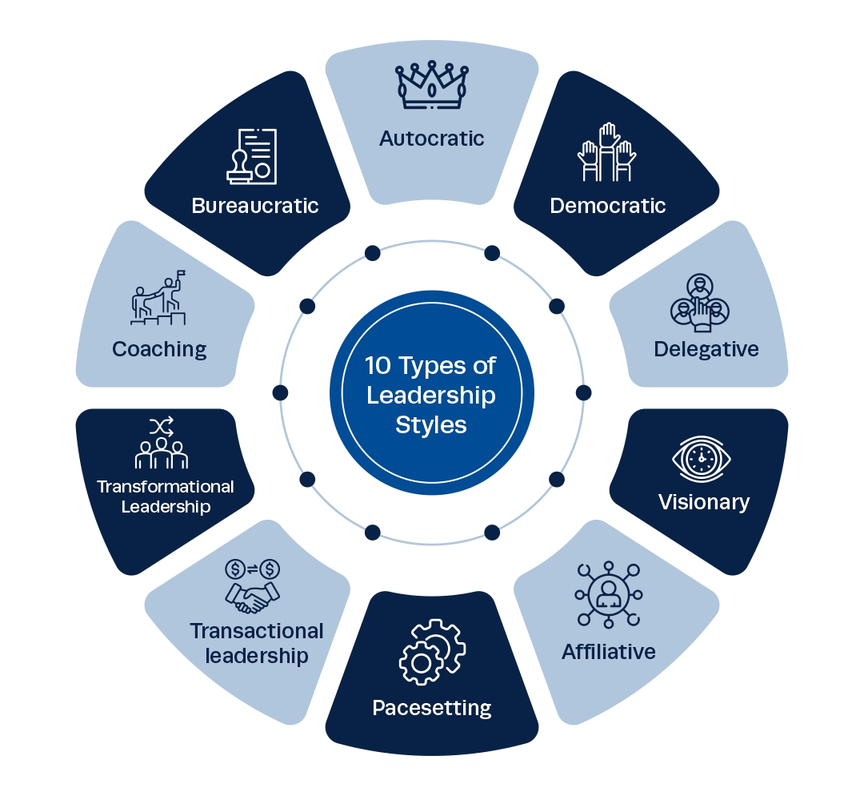 10 Types of
Leadership
Styles
Autocratic
Democratic
Delegative
Visionary
Affiliative
Pacesetting
Transactional
leadership
Transformational
Leadership
Coaching
Bureaucratic